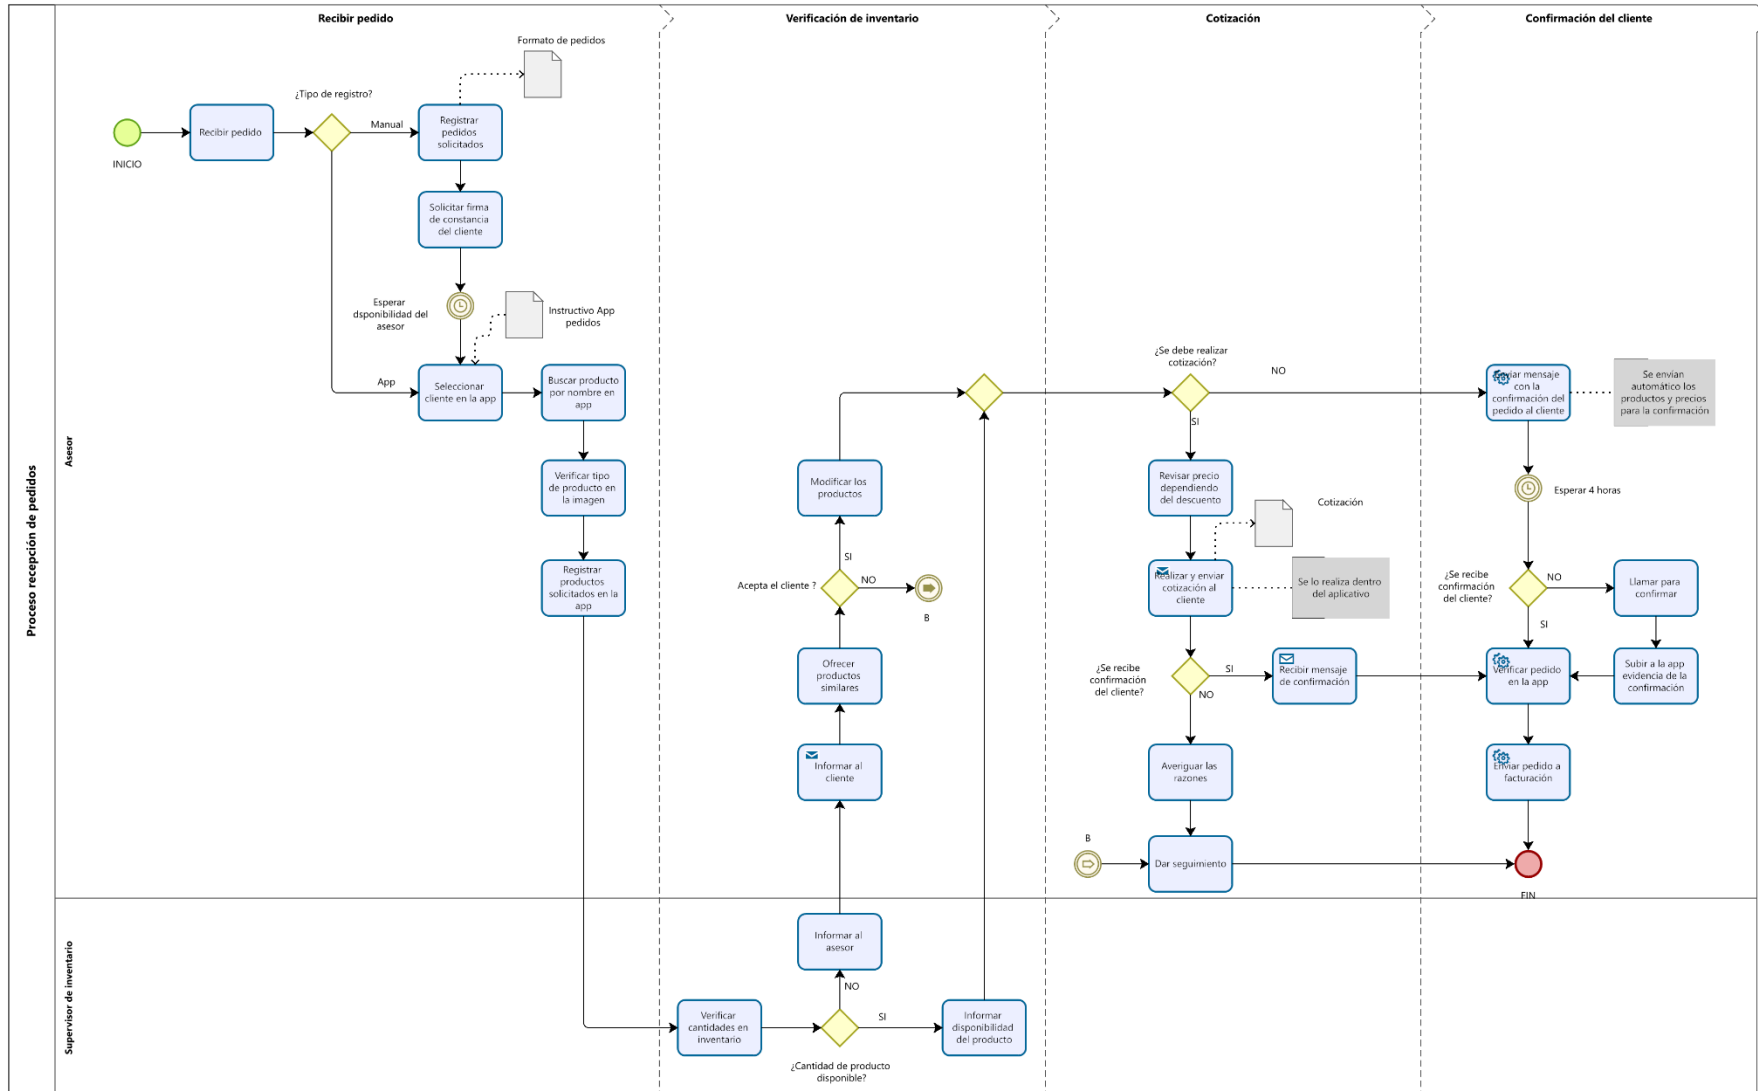 Recibir pedido
Verificación de inventario
Cotización
Confirmación del cliente
Proceso recepción de pedidos
Asesor
Supervisor de inventario
Formato de pedidos
¿Tipo de registro?
INICIO
Recibir pedido
Manual
Registrar
pedidos
solicitados
Solicitar firma
de constancia
del cliente
Esperar
dsponibilidad del
asesor
Instructivo App
pedidos
App
Seleccionar
cliente en la app
Buscar producto
por nombre en
app
Verificar tipo
de producto en
la imagen
Registrar
productos
solicitados en la
app
Verificar
cantidades en
inventario
¿Cantidad de producto
disponible?
SI
NO
Informar
disponibilidad
del producto
Informar al
asesor
Informar al
cliente
Ofrecer
productos
similares
Acepta el cliente ?
NO
B
SI
Modificar los
productos
¿Se debe realizar
cotización?
NO
SI
Revisar precio
dependiendo
del descuento
Cotización
Realizar y enviar
cotización al
cliente
Se lo realiza dentro
del aplicativo
¿Se recibe
confirmación
del cliente?
SI
NO
Recibir mensaje
de confirmación
Averiguar las
razones
B
Dar seguimiento
Enviar mensaje
con la
confirmación del
pedido al cliente
Se envían
automático los
productos y precios
para la confirmación
Esperar 4 horas
¿Se recibe
confirmación
del cliente?
NO
SI
Llamar para
confirmar
Subir a la app
evidencia de la
confirmación
Verificar pedido
en la app
Enviar pedido a
facturación
FIN